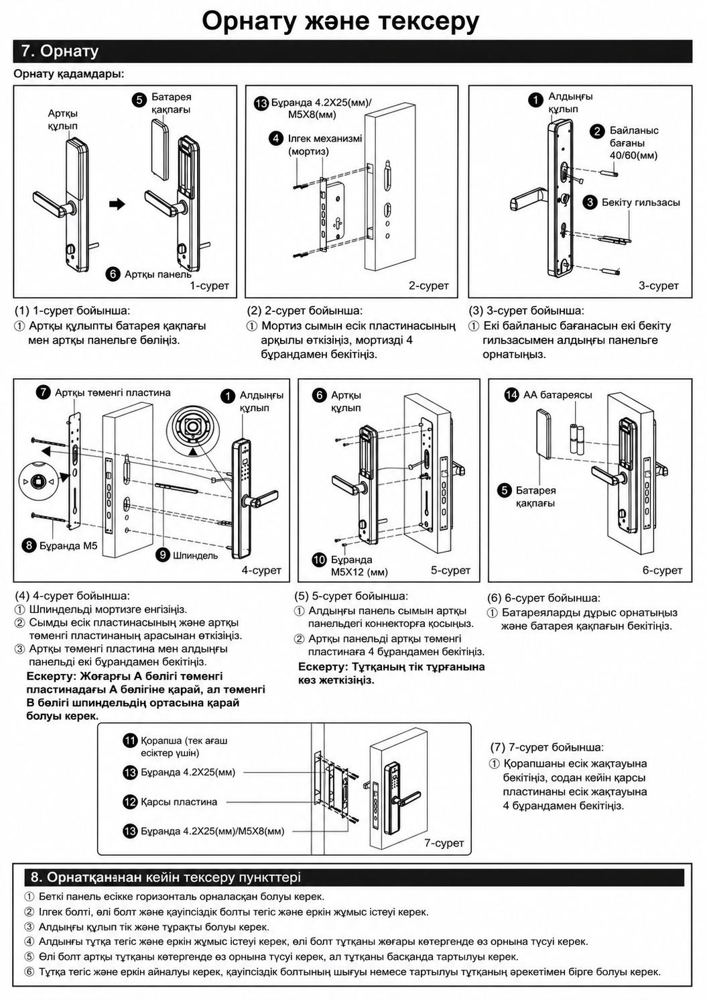 Орнату және тексеру
7. Орнату
Орнату қадамдары:
Артқы
құлып
5 Батарея
қақпағы
6 Артқы панель
1-сурет
13 Бұранда 4.2X25(мм)/
M5X8(мм)
4 Ілгек механизмі
(мортиз)
2-сурет
1 Алдыңғы
құлып
2 Байланыс
бағаны
40/60(мм)
3 Бекіту гильзасы
3-сурет
(1) 1-сурет бойынша:
① Артқы құлыпты батарея қақпағы
мен артқы панельге бөліңіз.
(2) 2-сурет бойынша:
① Мортиз сымын есік пластинасының
арқылы өткізіңіз, мортизді 4
бұрандамен бекітіңіз.
(3) 3-сурет бойынша:
① Екі байланыс бағанасын екі бекіту
гильзасымен алдыңғы панельге
орнатыңыз.
7 Артқы төменгі пластина
1 Алдыңғы
құлып
8 Бұранда М5
9 Шпиндель
4-сурет
6 Артқы
құлып
10 Бұранда
M5X12 (мм)
5-сурет
14 АА батареясы
5 Батарея
қақпағы
6-сурет
(4) 4-сурет бойынша:
① Шпиндельді мортизге енгізіңіз.
② Сымды есік пластинасының және артқы
төменгі пластинаның арасынан өткізіңіз.
③ Артқы төменгі пластина мен алдыңғы
панельді екі бұрандамен бекітіңіз.
Ескерту: Жөғарғы А бөлігі төменгі
пластинадағы А бөлігіне қарай, ал төменгі
В бөлігі шпиндельдің ортасына қарай
болуы керек.
(5) 5-сурет бойынша:
① Алдыңғы панель сымын артқы
панельдегі коннекторға қосыңыз.
② Артқы панельді артқы төменгі
пластинаға 4 бұрандамен бекітіңіз.
Ескерту: Тұтқаның тік тұрғанына
көз жеткізіңіз.
(6) 6-сурет бойынша:
① Батареяларды дұрыс орнатыңыз
және батарея қақпағын бекітіңіз.
11 Қорапша (тек ағаш
есіктер үшін)
13 Бұранда 4.2X25(мм)
12 Қарсы пластина
13 Бұранда 4.2X25(мм)/M5X8(мм)
7-сурет
(7) 7-сурет бойынша:
① Қорапшаны есік жақтауына
бекітіңіз, содан кейін қарсы
пластинаны есік жақтауына
4 бұрандамен бекітіңіз.
8. кейін тексеру пункттері
① Беткі панель есікке горизонталь орналасқан болуы керек.
② Ілгек болті, өлі болт және қауіпсіздік болты тегіс және еркін жұмыс істеуі керек.
③ Алдыңғы құлып тік және тұрақты болуы керек.
④ Алдыңғы тұтқа тегіс және еркін жұмыс істеуі керек, өлі болт тұтқаны жөғары көтергенде өз орнына түсуі керек.
⑤ Өлі болт артқы тұтқаны көтергенде өз орнына түсуі керек, ал тұтқаны басқанда тартылуы керек.
⑥ Тұтқа тегіс және еркін айналуы керек, қауіпсіздік болтының шығуы немесе тартылуы тұтқаның әрекетімен бірге болуы керек.